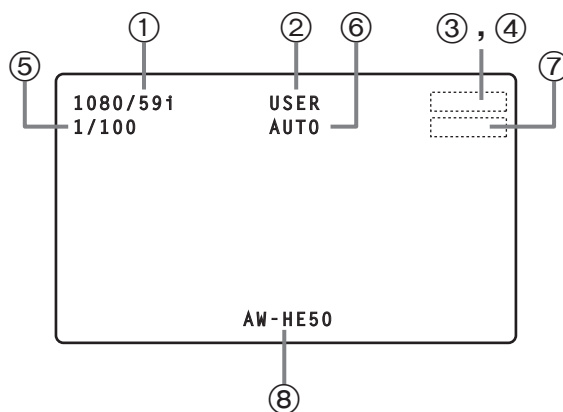 ① ② ⑥ ③ , ④
⑤ ⑦
1080/59i USER
1/100 AUTO
AW-HE50
⑧